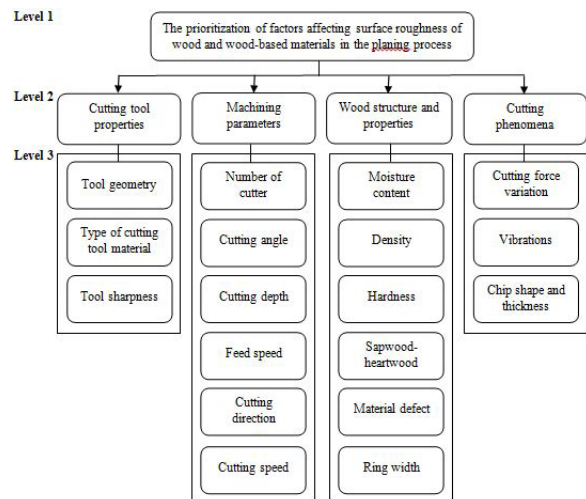 Level 1
The prioritization of factors affecting surface roughness of
wood and wood-based materials in the planing process
Level 2
Cutting tool
properties
Machining
parameters
Wood structure and
properties
Cutting
phenomena
Level 3
Tool geometry
Type of cutting
tool material
Tool sharpness
Number of
cutter
Cutting angle
Cutting depth
Feed speed
Cutting
direction
Cutting speed
Moisture
content
Density
Hardness
Sapwood-
heartwood
Material defect
Ring width
Cutting force
variation
Vibrations
Chip shape and
thickness